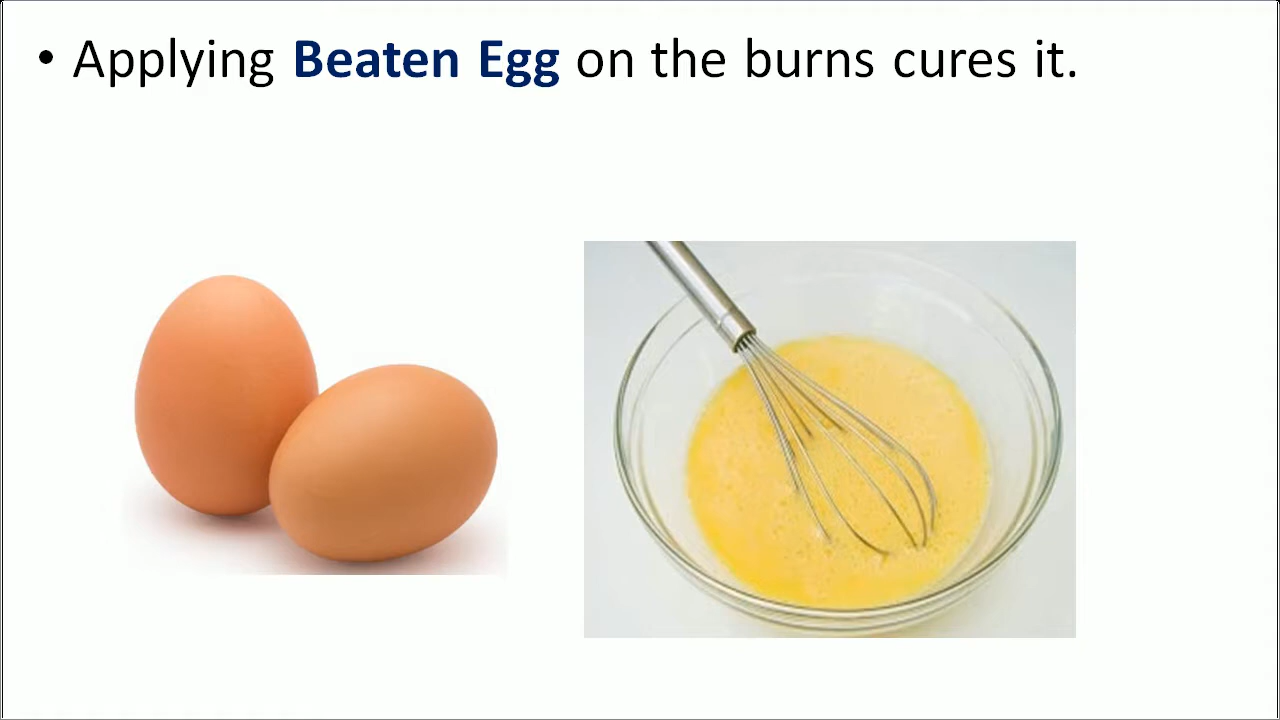 • Applying Beaten Egg on the burns cures it.